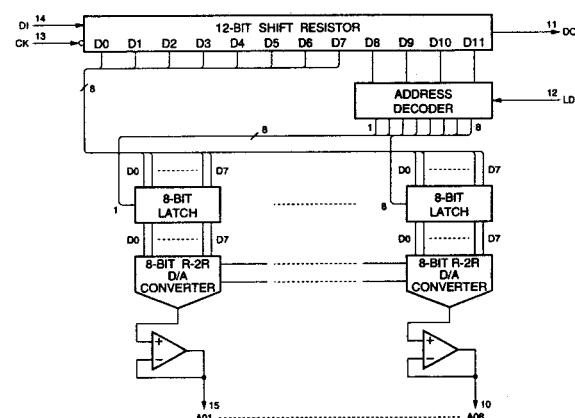 DI 14
12-BIT SHIFT RESISTOR
11 DO
CK 13
D0 D1 D2 D3 D4 D5 D6 D7 D8 D9 D10 D11
8
ADDRESS
DECODER
12 LD
1 8
8
D0 D7 D0 D7
8-BIT
LATCH
1
8-BIT
LATCH
8
D0 D7 D0 D7
8-BIT R-2R
D/A
CONVERTER
8-BIT R-2R
D/A
CONVERTER
+
−
+
−
15 10
A01